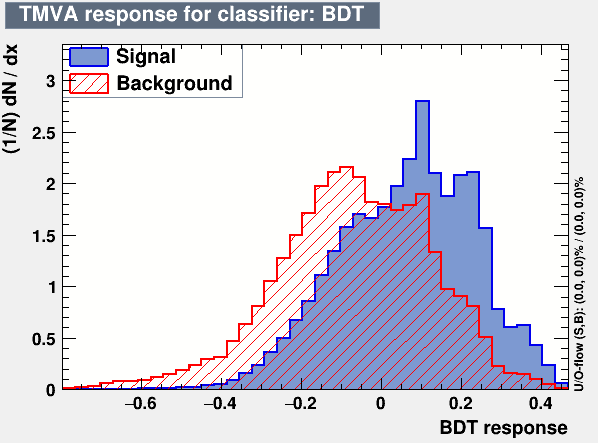 TMVA response for classifier: BDT
(1/N) dN / dx
Signal
Background
3
2.5
2
1.5
1
0.5
0
−0.6 −0.4 −0.2 0 0.2 0.4
BDT response
U/O-flow (S,B): (0.0, 0.0)% / (0.0, 0.0)%